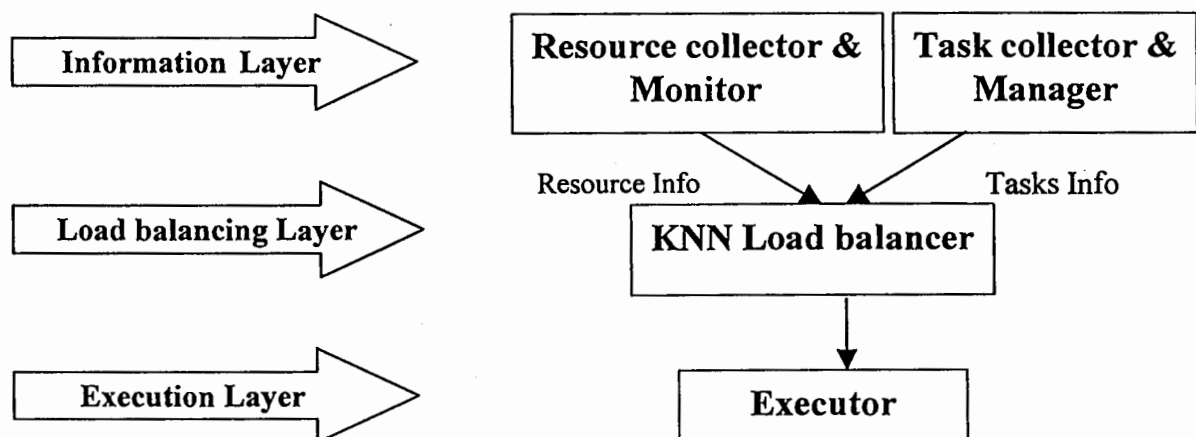 Information Layer
Resource collector &
Monitor
Task collector &
Manager
Resource Info
Tasks Info
Load balancing Layer
KNN Load balancer
Execution Layer
Executor